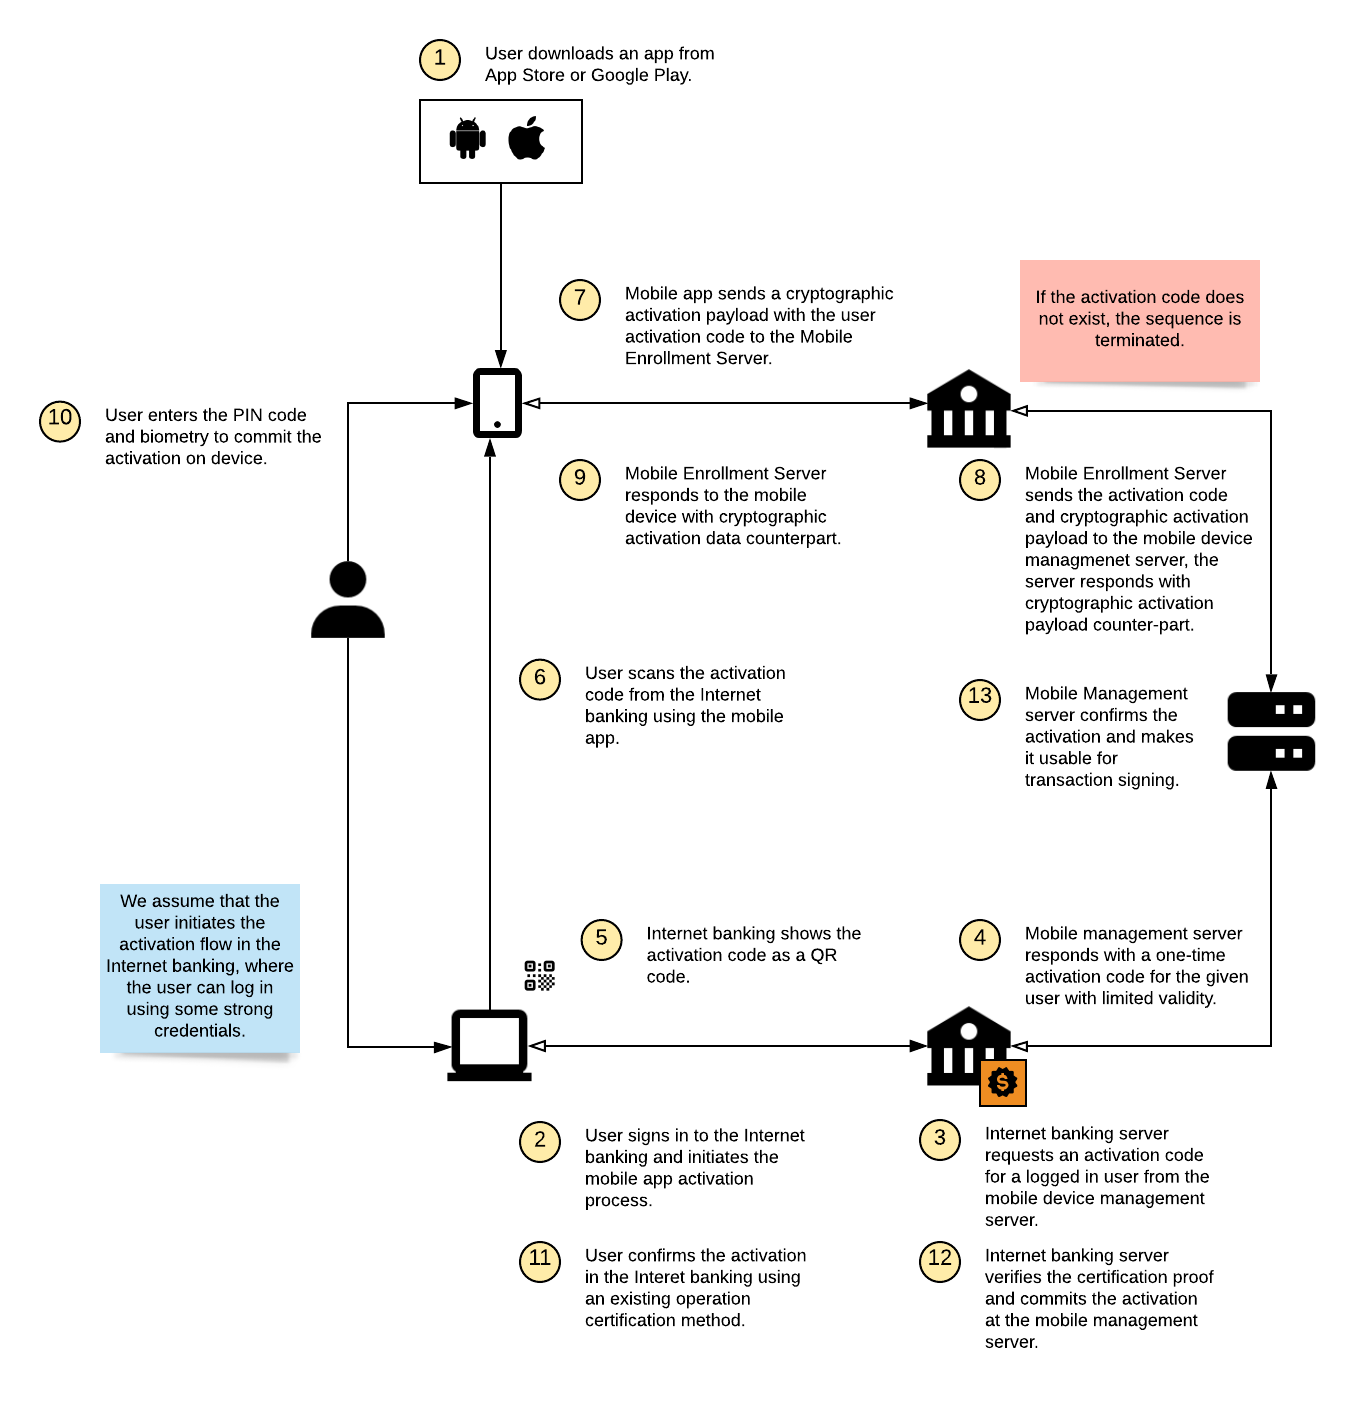 1
User downloads an app from
App Store or Google Play.
7
Mobile app sends a cryptographic
activation payload with the user
activation code to the Mobile
Enrollment Server.
If the activation code does
not exist, the sequence is
terminated.
10
User enters the PIN code
and biometry to commit the
activation on device.
9
Mobile Enrollment Server
responds to the mobile
device with cryptographic
activation data counterpart.
8
Mobile Enrollment Server
sends the activation code
and cryptographic activation
payload to the mobile device
managmenet server, the
server responds with
cryptographic activation
payload counter-part.
6
User scans the activation
code from the Internet
banking using the mobile
app.
13
Mobile Management
server confirms the
activation and makes
it usable for
transaction signing.
We assume that the
user initiates the
activation flow in the
Internet banking, where
the user can log in
using some strong
credentials.
5
Internet banking shows the
activation code as a QR
code.
4
Mobile management server
responds with a one-time
activation code for the given
user with limited validity.
$
2
User signs in to the Internet
banking and initiates the
mobile app activation
process.
3
Internet banking server
requests an activation code
for a logged in user from the
mobile device management
server.
11
User confirms the activation
in the Interet banking using
an existing operation
certification method.
12
Internet banking server
verifies the certification proof
and commits the activation
at the mobile management
server.